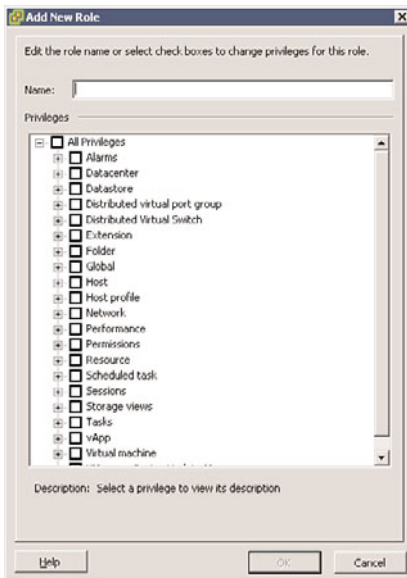 Add New Role
Edit the role name or select check boxes to change privileges for this role.
Name:
Privileges
All Privileges
Alarms
Datacenter
Datastore
Distributed virtual port group
Distributed Virtual Switch
Extension
Folder
Global
Host
Host profile
Network
Performance
Permissions
Resource
Scheduled task
Sessions
Storage views
Tasks
vApp
Virtual machine
Description: Select a privilege to view its description
Help
OK
Cancel